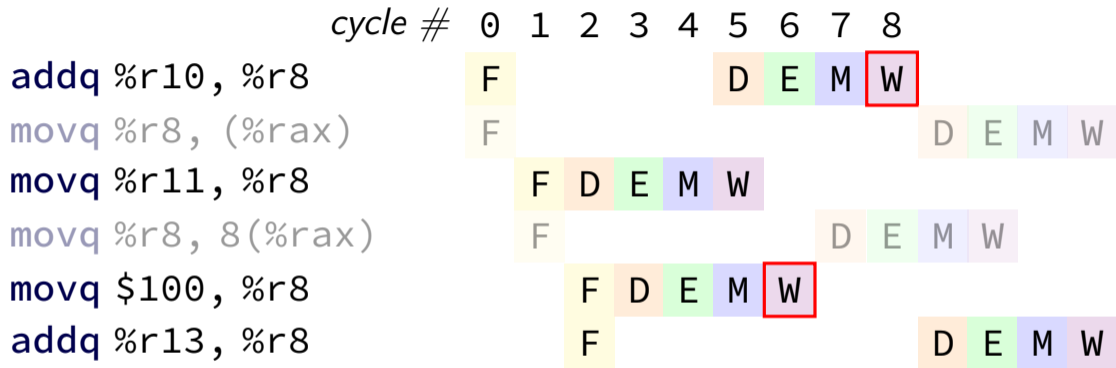 cycle # 0 1 2 3 4 5 6 7 8
addq %r10, %r8 F D E M W
movq %r8, (%rax) F D E M W
movq %r11, %r8 F D E M W
movq %r8, 8(%rax) F D E M W
movq $100, %r8 F D E M W
addq %r13, %r8 F D E M W